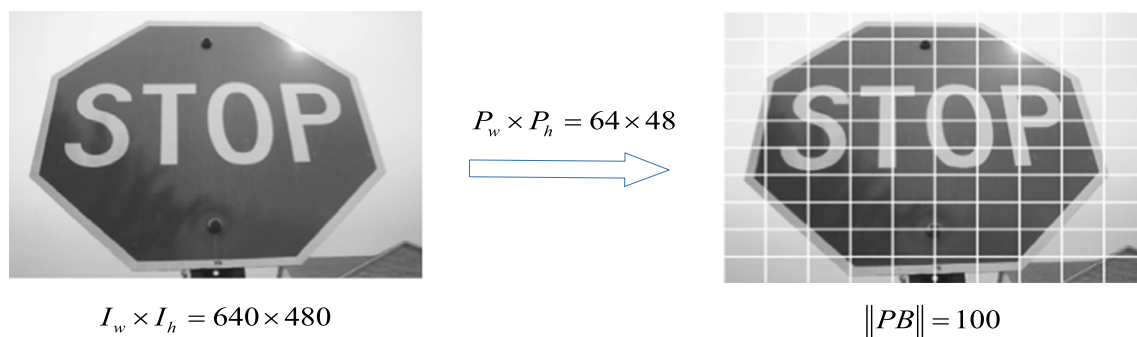 STOP
P_w × P_h = 64 × 48
STOP
I_w × I_h = 640 × 480
‖PB‖ = 100